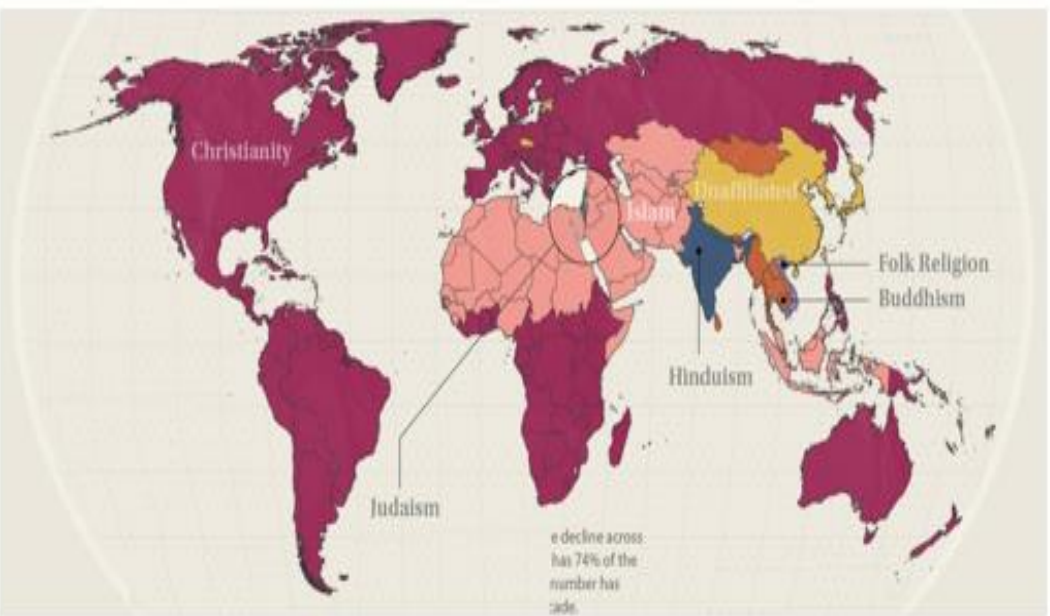 Christianity
Unaffiliated
Islam
Folk Religion
Buddhism
Hinduism
Judaism
e decline across
has 74% of the
number has
cade.